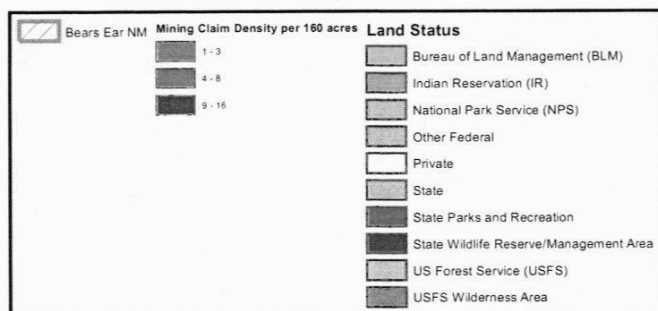 Bears Ear NM
Mining Claim Density per 160 acres
1 - 3
4 - 8
9 - 16
Land Status
Bureau of Land Management (BLM)
Indian Reservation (IR)
National Park Service (NPS)
Other Federal
Private
State
State Parks and Recreation
State Wildlife Reserve/Management Area
US Forest Service (USFS)
USFS Wilderness Area